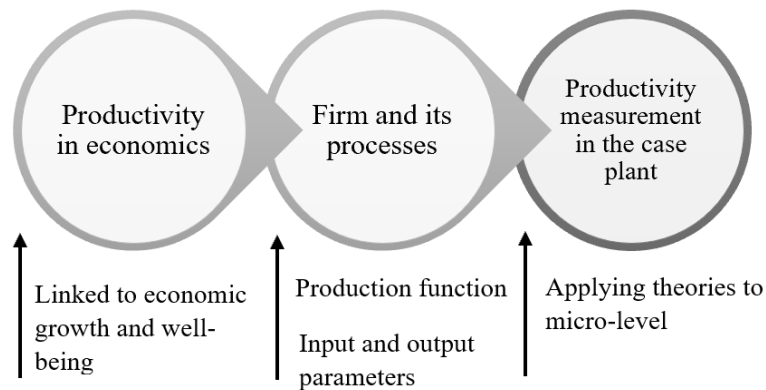 Productivity
in economics
Firm and its
processes
Productivity
measurement
in the case
plant
Linked to economic
growth and well-
being
Production function
Input and output
parameters
Applying theories to
micro-level